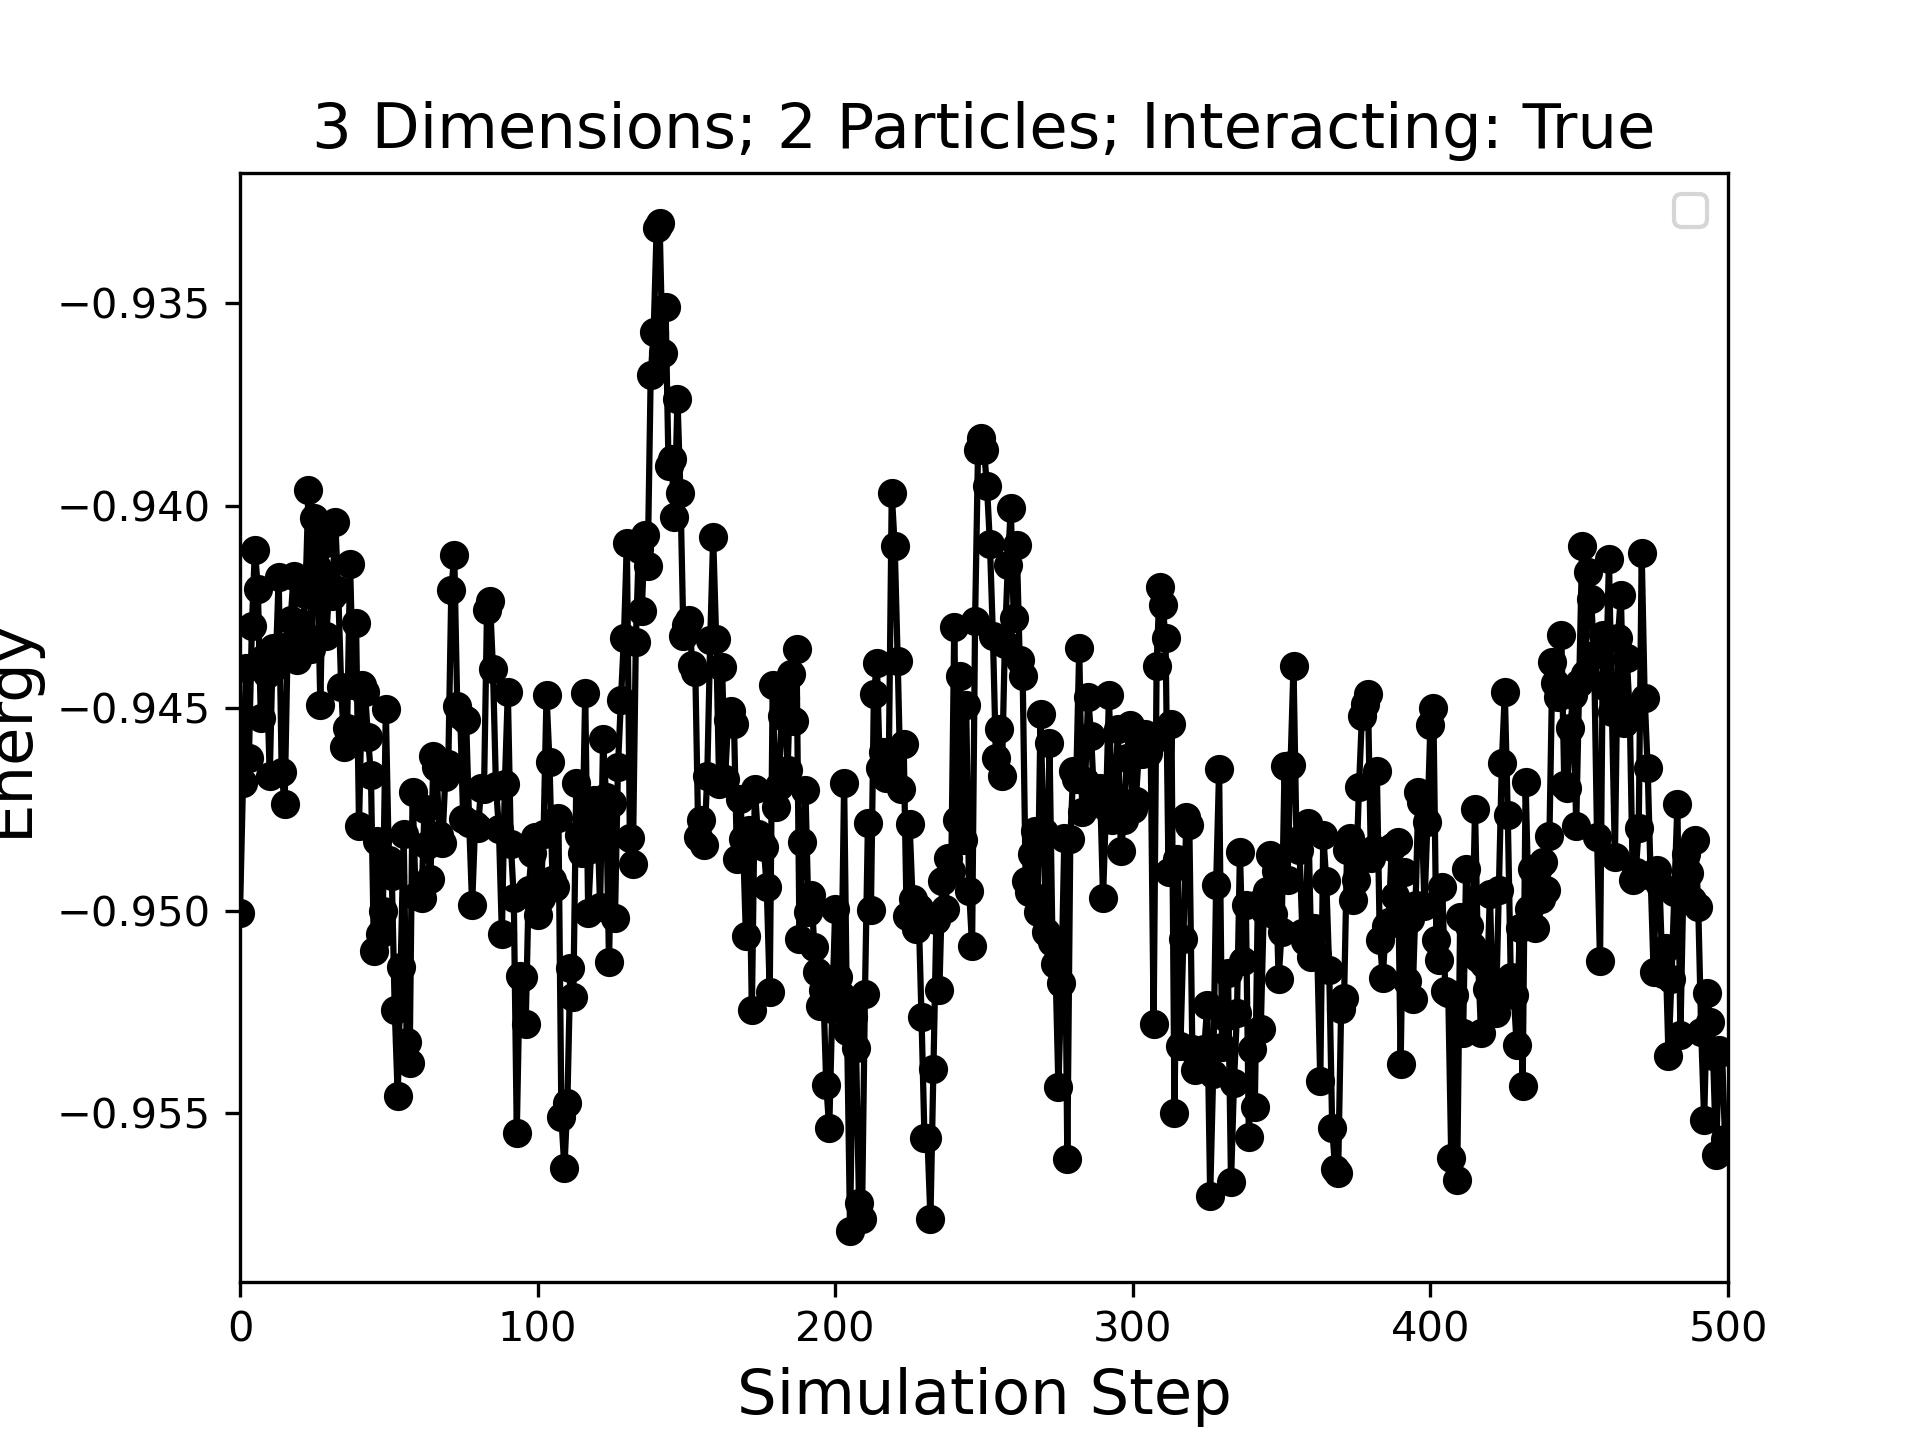 3 Dimensions; 2 Particles; Interacting: True
Energy
−0.935
−0.940
−0.945
−0.950
−0.955
0 100 200 300 400 500
Simulation Step